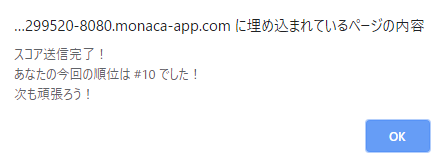 ...299520-8080.monaca-app.com に埋め込まれているページの内容
スコア送信完了！
あなたの今回の順位は #10 でした！
次も頑張ろう！
OK